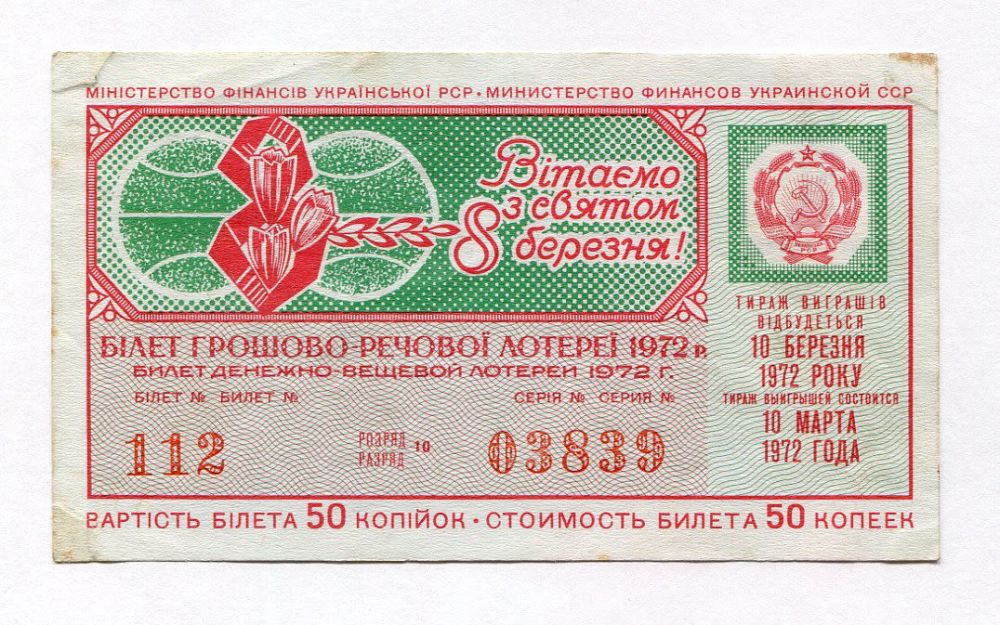 МІНІСТЕРСТВО ФІНАНСІВ УКРАЇНСЬКОЇ РСР · МИНИСТЕРСТВО ФИНАНСОВ УКРАИНСКОЙ ССР
Вітаємо
з святом
8 березня!
УКРАЇНСЬКА
РСР
ТИРАЖ ВИГРАШІВ
ВІДБУДЕТЬСЯ
10 БЕРЕЗНЯ
1972 РОКУ
ТИРАЖ ВЫИГРЫШЕЙ СОСТОИТСЯ
10 МАРТА
1972 ГОДА
БІЛЕТ ГРОШОВО-РЕЧОВОЇ ЛОТЕРЕЇ 1972 р.
БИЛЕТ ДЕНЕЖНО-ВЕЩЕВОЙ ЛОТЕРЕИ 1972 г.
БІЛЕТ № БИЛЕТ № СЕРІЯ № СЕРИЯ №
112 РОЗРЯД РАЗРЯД 10 03839
ВАРТІСТЬ БІЛЕТА 50 КОПІЙОК · СТОИМОСТЬ БИЛЕТА 50 КОПЕЕК